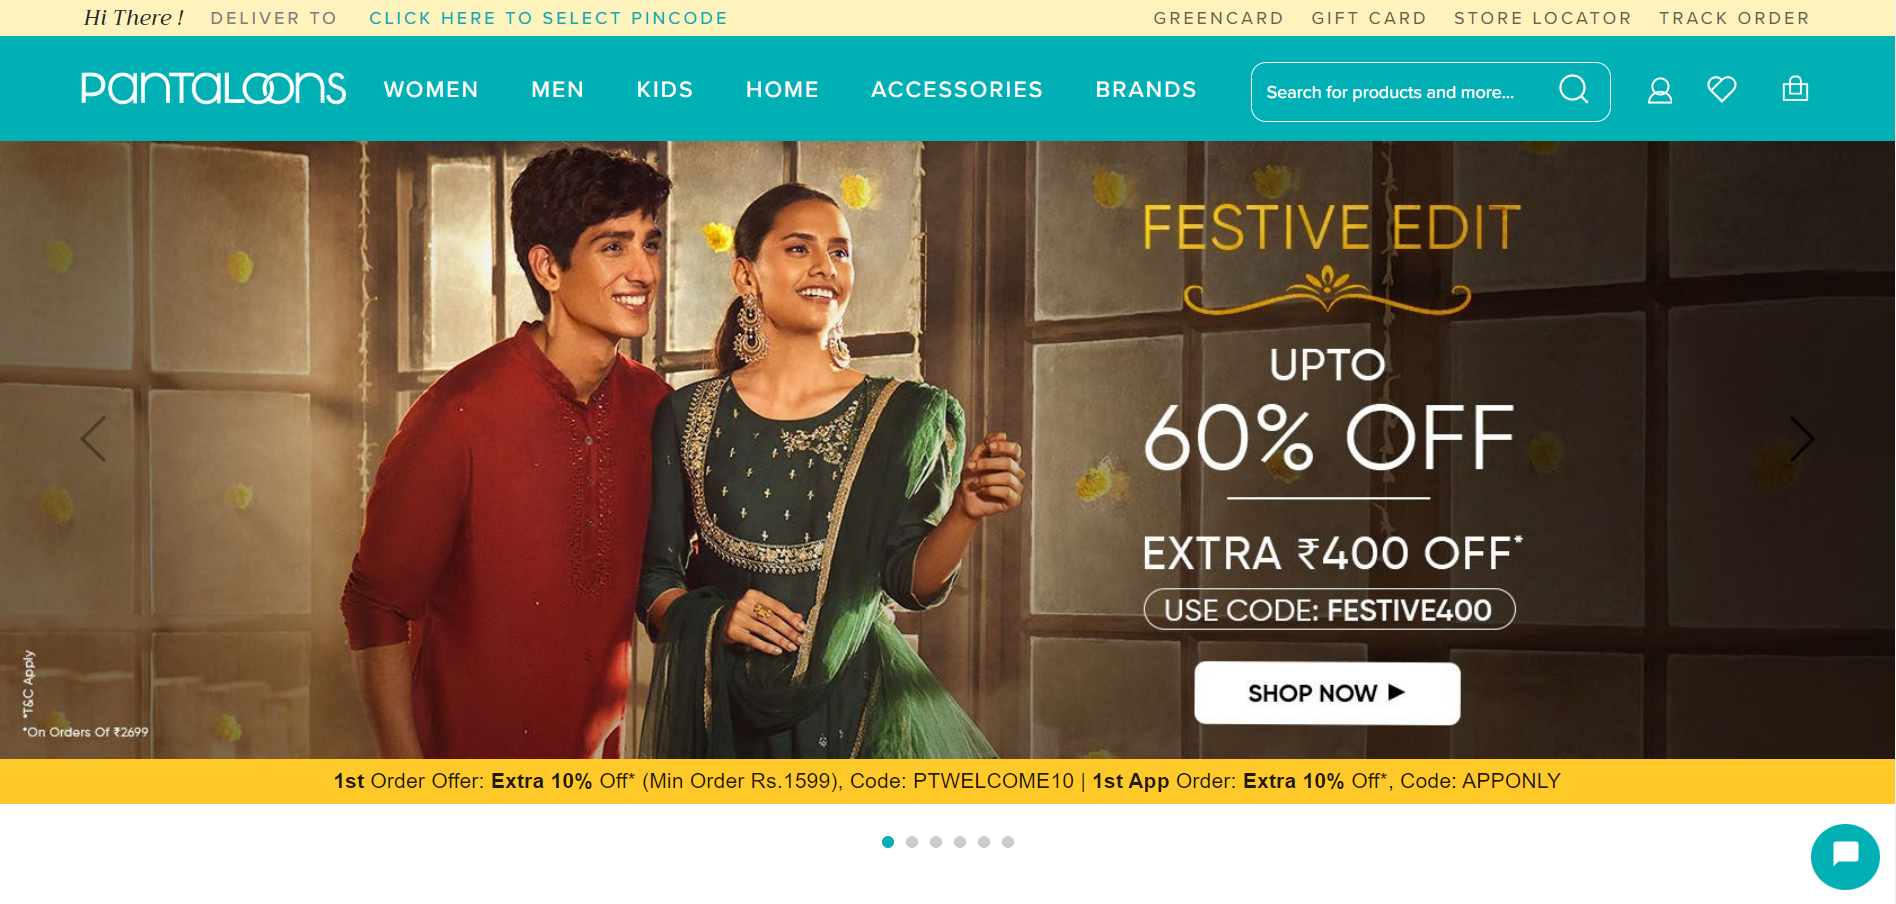 Hi There ! DELIVER TO CLICK HERE TO SELECT PINCODE GREENCARD GIFT CARD STORE LOCATOR TRACK ORDER
PANTALOONS WOMEN MEN KIDS HOME ACCESSORIES BRANDS Search for products and more...
FESTIVE EDIT
UPTO
60% OFF
EXTRA ₹400 OFF*
USE CODE: FESTIVE400
SHOP NOW ▶
*T&C Apply
*On Orders Of ₹2699
1st Order Offer: Extra 10% Off* (Min Order Rs.1599), Code: PTWELCOME10 | 1st App Order: Extra 10% Off*, Code: APPONLY